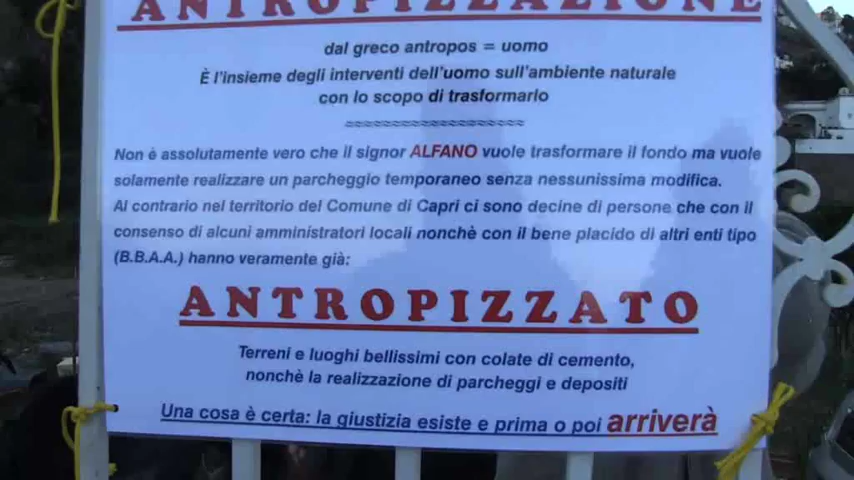 ANTROPIZZAZIONE
dal greco antropos = uomo
È l'insieme degli interventi dell'uomo sull'ambiente naturale
con lo scopo di trasformarlo
≈≈≈≈≈≈≈≈≈≈≈≈≈≈≈≈≈≈
Non è assolutamente vero che il signor ALFANO vuole trasformare il fondo ma vuole
solamente realizzare un parcheggio temporaneo senza nessunissima modifica.
Al contrario nel territorio del Comune di Capri ci sono decine di persone che con il
consenso di alcuni amministratori locali nonchè con il bene placido di altri enti tipo
(B.B.A.A.) hanno veramente già:
ANTROPIZZATO
Terreni e luoghi bellissimi con colate di cemento,
nonchè la realizzazione di parcheggi e depositi
Una cosa è certa: la giustizia esiste e prima o poi arriverà